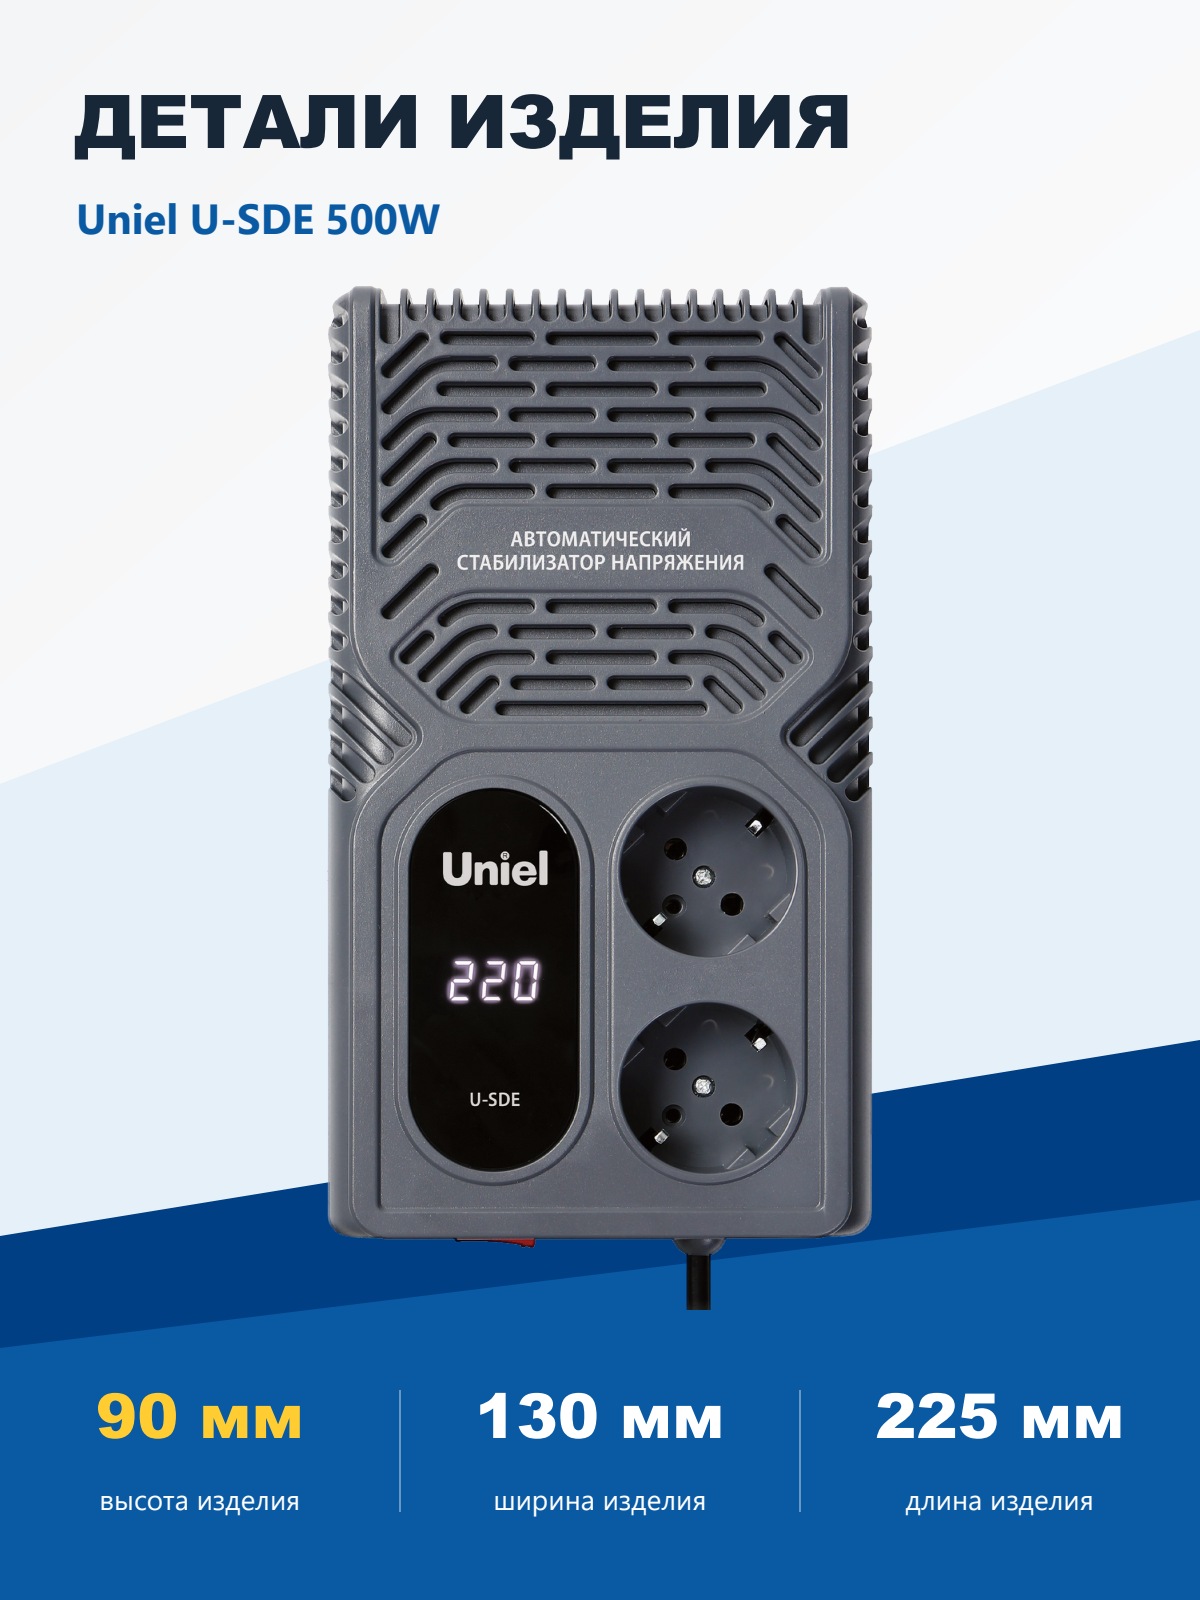 ДЕТАЛИ ИЗДЕЛИЯ
Uniel U-SDE 500W
АВТОМАТИЧЕСКИЙ
СТАБИЛИЗАТОР НАПРЯЖЕНИЯ
Uniel®
220
U-SDE
90 мм
высота изделия
130 мм
ширина изделия
225 мм
длина изделия